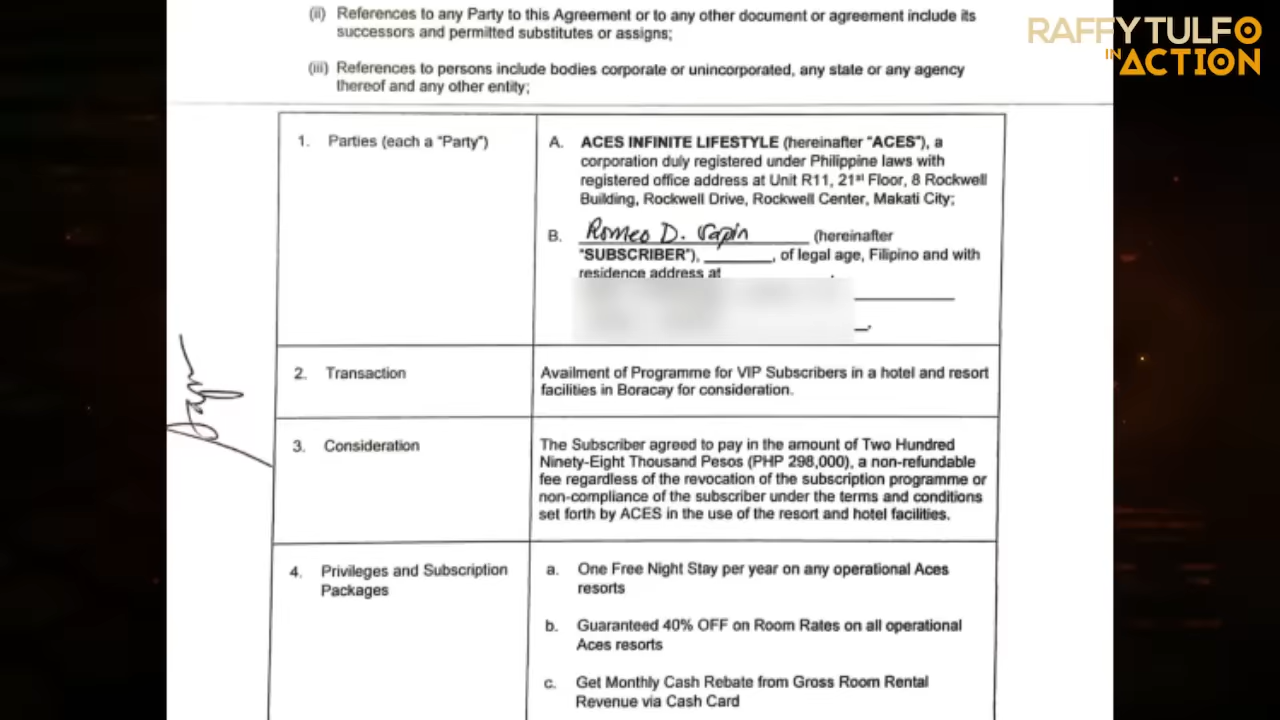 RAFFY TULFO
IN ACTION
(ii) References to any Party to this Agreement or to any other document or agreement include its
successors and permitted substitutes or assigns;
(iii) References to persons include bodies corporate or unincorporated, any state or any agency
thereof and any other entity;
1. Parties (each a "Party")
A. ACES INFINITE LIFESTYLE (hereinafter "ACES"), a
corporation duly registered under Philippine laws with
registered office address at Unit R11, 21st Floor, 8 Rockwell
Building, Rockwell Drive, Rockwell Center, Makati City;
B. Romeo D. (hereinafter
"SUBSCRIBER"), ______, of legal age, Filipino and with
residence address at
2. Transaction
Availment of Programme for VIP Subscribers in a hotel and resort
facilities in Boracay for consideration.
3. Consideration
The Subscriber agreed to pay in the amount of Two Hundred
Ninety-Eight Thousand Pesos (PHP 298,000), a non-refundable
fee regardless of the revocation of the subscription programme or
non-compliance of the subscriber under the terms and conditions
set forth by ACES in the use of the resort and hotel facilities.
4. Privileges and Subscription
Packages
a. One Free Night Stay per year on any operational Aces
resorts
b. Guaranteed 40% OFF on Room Rates on all operational
Aces resorts
c. Get Monthly Cash Rebate from Gross Room Rental
Revenue via Cash Card